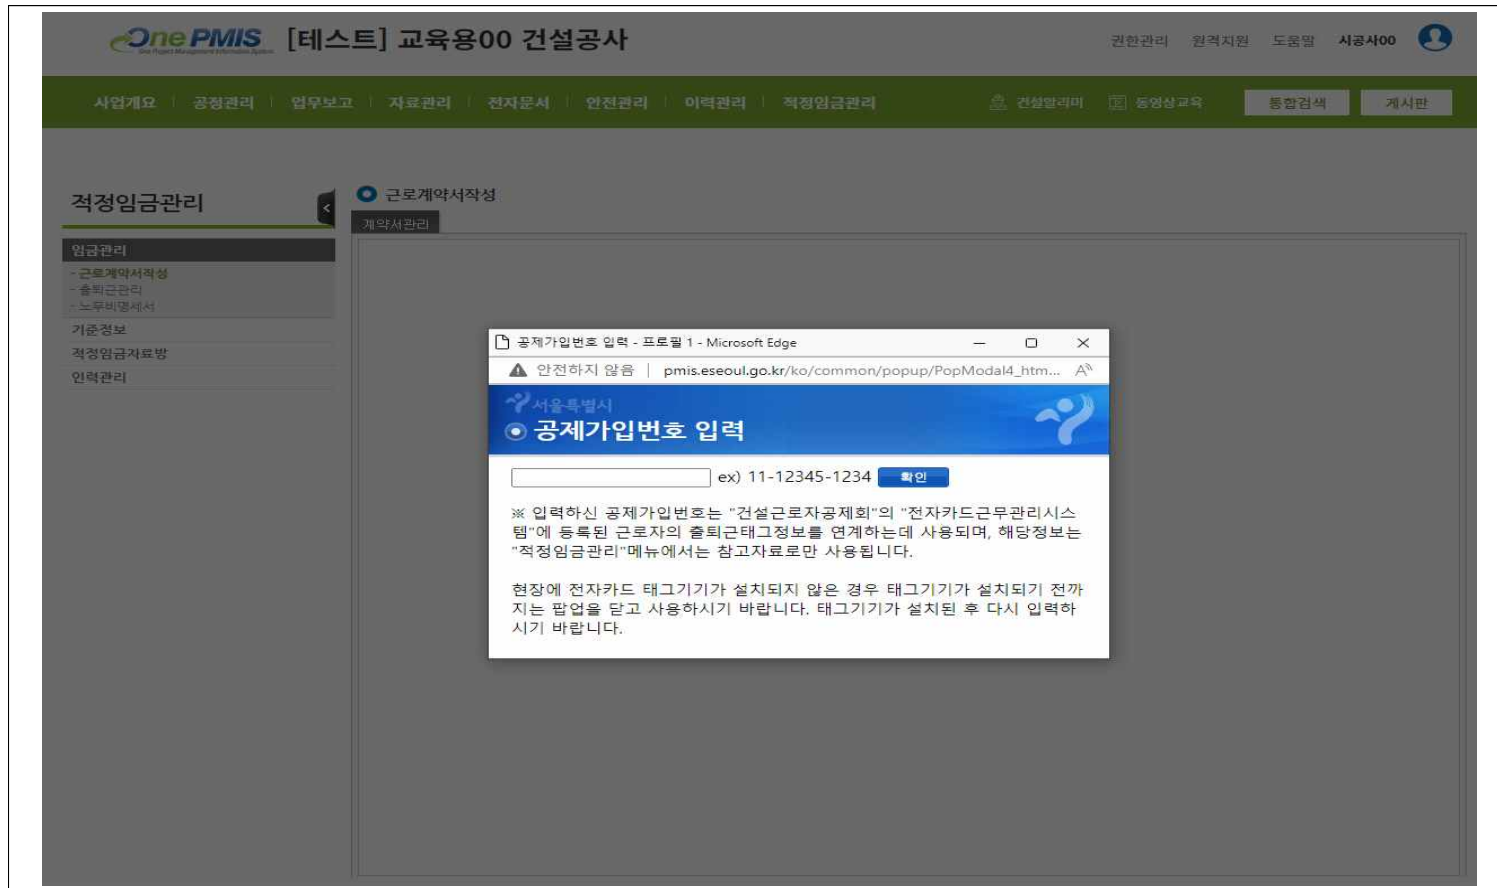 One PMIS [테스트] 교육용00 건설공사
One Project Management Information System
권한관리 원격지원 도움말 시공사00
사업개요 공정관리 업무보고 자료관리 전자문서 안전관리 이력관리 적정임금관리 건설알리미 동영상교육 통합검색 게시판
적정임금관리
<
임금관리
- 근로계약서작성
- 출퇴근관리
- 노무비명세서
기준정보
적정임금자료방
인력관리
근로계약서작성
계약서관리
공제가입번호 입력 - 프로필 1 - Microsoft Edge
안전하지 않음 | pmis.eseoul.go.kr/ko/common/popup/PopModal4_htm...
서울특별시
공제가입번호 입력
ex) 11-12345-1234 확인
※ 입력하신 공제가입번호는 "건설근로자공제회"의 "전자카드근무관리시스
템"에 등록된 근로자의 출퇴근태그정보를 연계하는데 사용되며, 해당정보는
"적정임금관리"메뉴에서는 참고자료로만 사용됩니다.
현장에 전자카드 태그기기가 설치되지 않은 경우 태그기기가 설치되기 전까
지는 팝업을 닫고 사용하시기 바랍니다. 태그기기가 설치된 후 다시 입력하
시기 바랍니다.